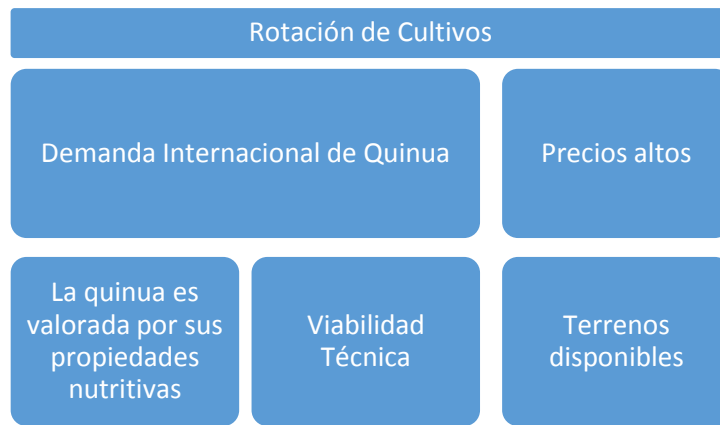 Rotación de Cultivos
Demanda Internacional de Quinua
Precios altos
La quinua es
valorada por sus
propiedades
nutritivas
Viabilidad
Técnica
Terrenos
disponibles